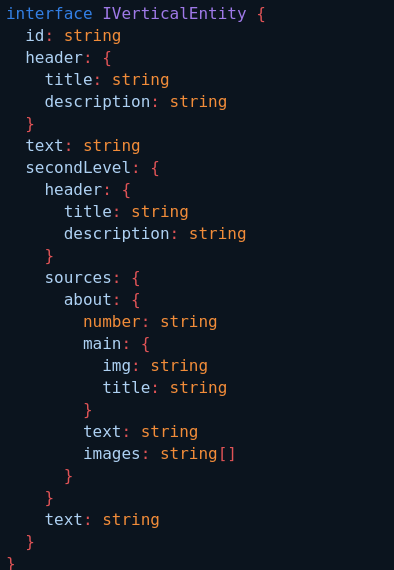 interface IVerticalEntity {
  id: string
  header: {
    title: string
    description: string
  }
  text: string
  secondLevel: {
    header: {
      title: string
      description: string
    }
    sources: {
      about: {
        number: string
        main: {
          img: string
          title: string
        }
        text: string
        images: string[]
      }
    }
    text: string
  }
}